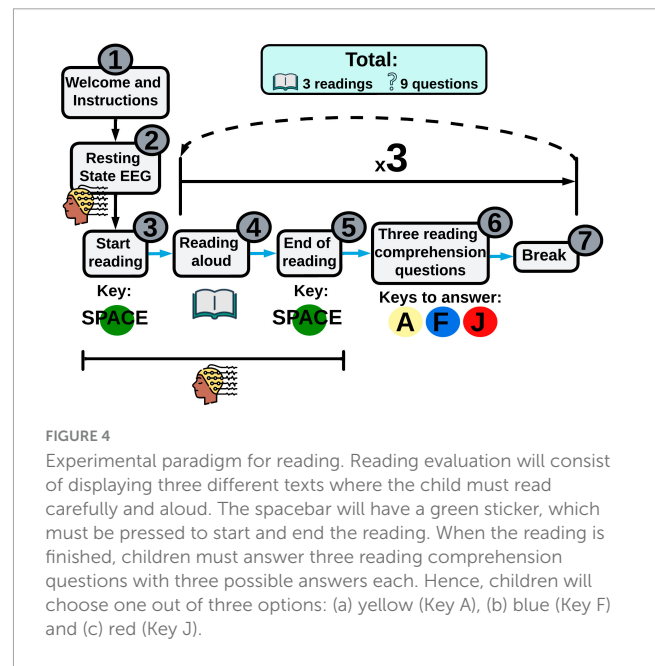 1
Welcome and
Instructions
Total:
3 readings ? 9 questions
2
Resting
State EEG
x3
3
Start
reading
4
Reading
aloud
5
End of
reading
6
Three reading
comprehension
questions
7
Break
Key:
SPACE
Key:
SPACE
Keys to answer:
A F J
FIGURE 4
Experimental paradigm for reading. Reading evaluation will consist
of displaying three different texts where the child must read
carefully and aloud. The spacebar will have a green sticker, which
must be pressed to start and end the reading. When the reading is
finished, children must answer three reading comprehension
questions with three possible answers each. Hence, children will
choose one out of three options: (a) yellow (Key A), (b) blue (Key F)
and (c) red (Key J).